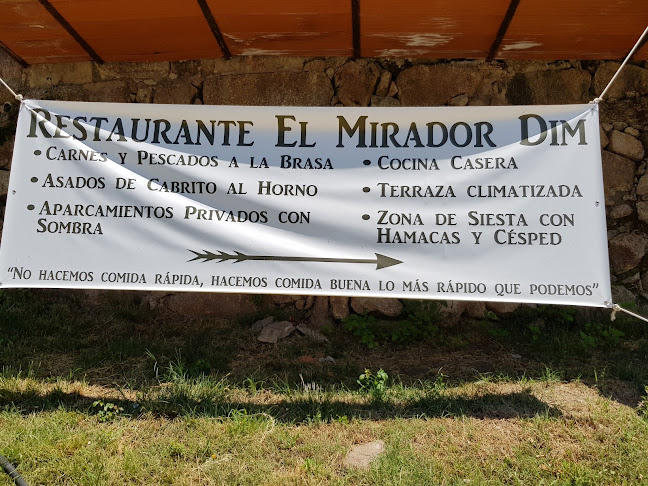 RESTAURANTE EL MIRADOR DIM
• CARNES Y PESCADOS A LA BRASA
• ASADOS DE CABRITO AL HORNO
• APARCAMIENTOS PRIVADOS CON
SOMBRA
• COCINA CASERA
• TERRAZA CLIMATIZADA
• ZONA DE SIESTA CON
HAMACAS Y CÉSPED
"NO HACEMOS COMIDA RÁPIDA, HACEMOS COMIDA BUENA LO MÁS RÁPIDO QUE PODEMOS"